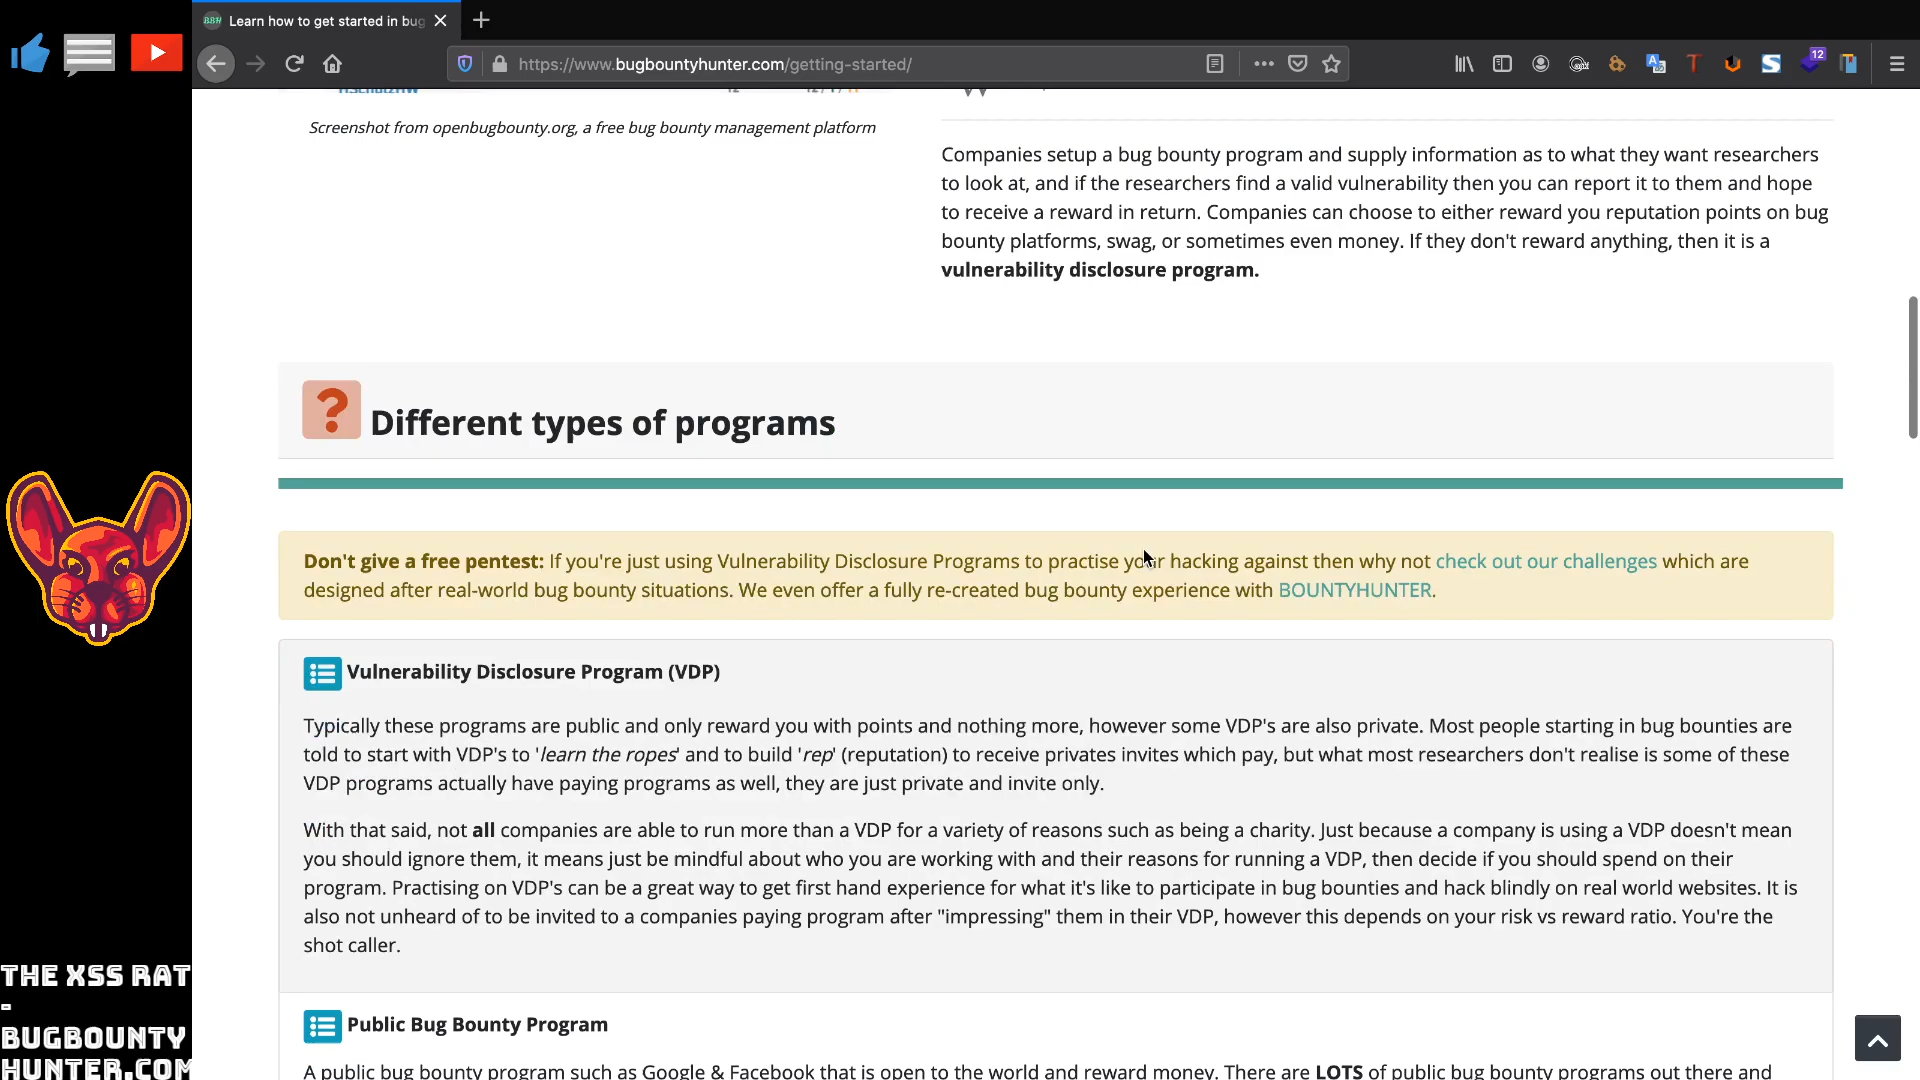 BBH Learn how to get started in bug
https://www.bugbountyhunter.com/getting-started/
12
Screenshot from openbugbounty.org, a free bug bounty management platform
Companies setup a bug bounty program and supply information as to what they want researchers
to look at, and if the researchers find a valid vulnerability then you can report it to them and hope
to receive a reward in return. Companies can choose to either reward you reputation points on bug
bounty platforms, swag, or sometimes even money. If they don't reward anything, then it is a
vulnerability disclosure program.
? Different types of programs
Don't give a free pentest: If you're just using Vulnerability Disclosure Programs to practise your hacking against then why not check out our challenges which are
designed after real-world bug bounty situations. We even offer a fully re-created bug bounty experience with BOUNTYHUNTER.
Vulnerability Disclosure Program (VDP)
Typically these programs are public and only reward you with points and nothing more, however some VDP's are also private. Most people starting in bug bounties are
told to start with VDP's to 'learn the ropes' and to build 'rep' (reputation) to receive privates invites which pay, but what most researchers don't realise is some of these
VDP programs actually have paying programs as well, they are just private and invite only.
With that said, not all companies are able to run more than a VDP for a variety of reasons such as being a charity. Just because a company is using a VDP doesn't mean
you should ignore them, it means just be mindful about who you are working with and their reasons for running a VDP, then decide if you should spend on their
program. Practising on VDP's can be a great way to get first hand experience for what it's like to participate in bug bounties and hack blindly on real world websites. It is
also not unheard of to be invited to a companies paying program after "impressing" them in their VDP, however this depends on your risk vs reward ratio. You're the
shot caller.
Public Bug Bounty Program
A public bug bounty program such as Google & Facebook that is open to the world and reward money. There are LOTS of public bug bounty programs out there and
THE XSS RAT
-
BUGBOUNTY
HUNTER.COM